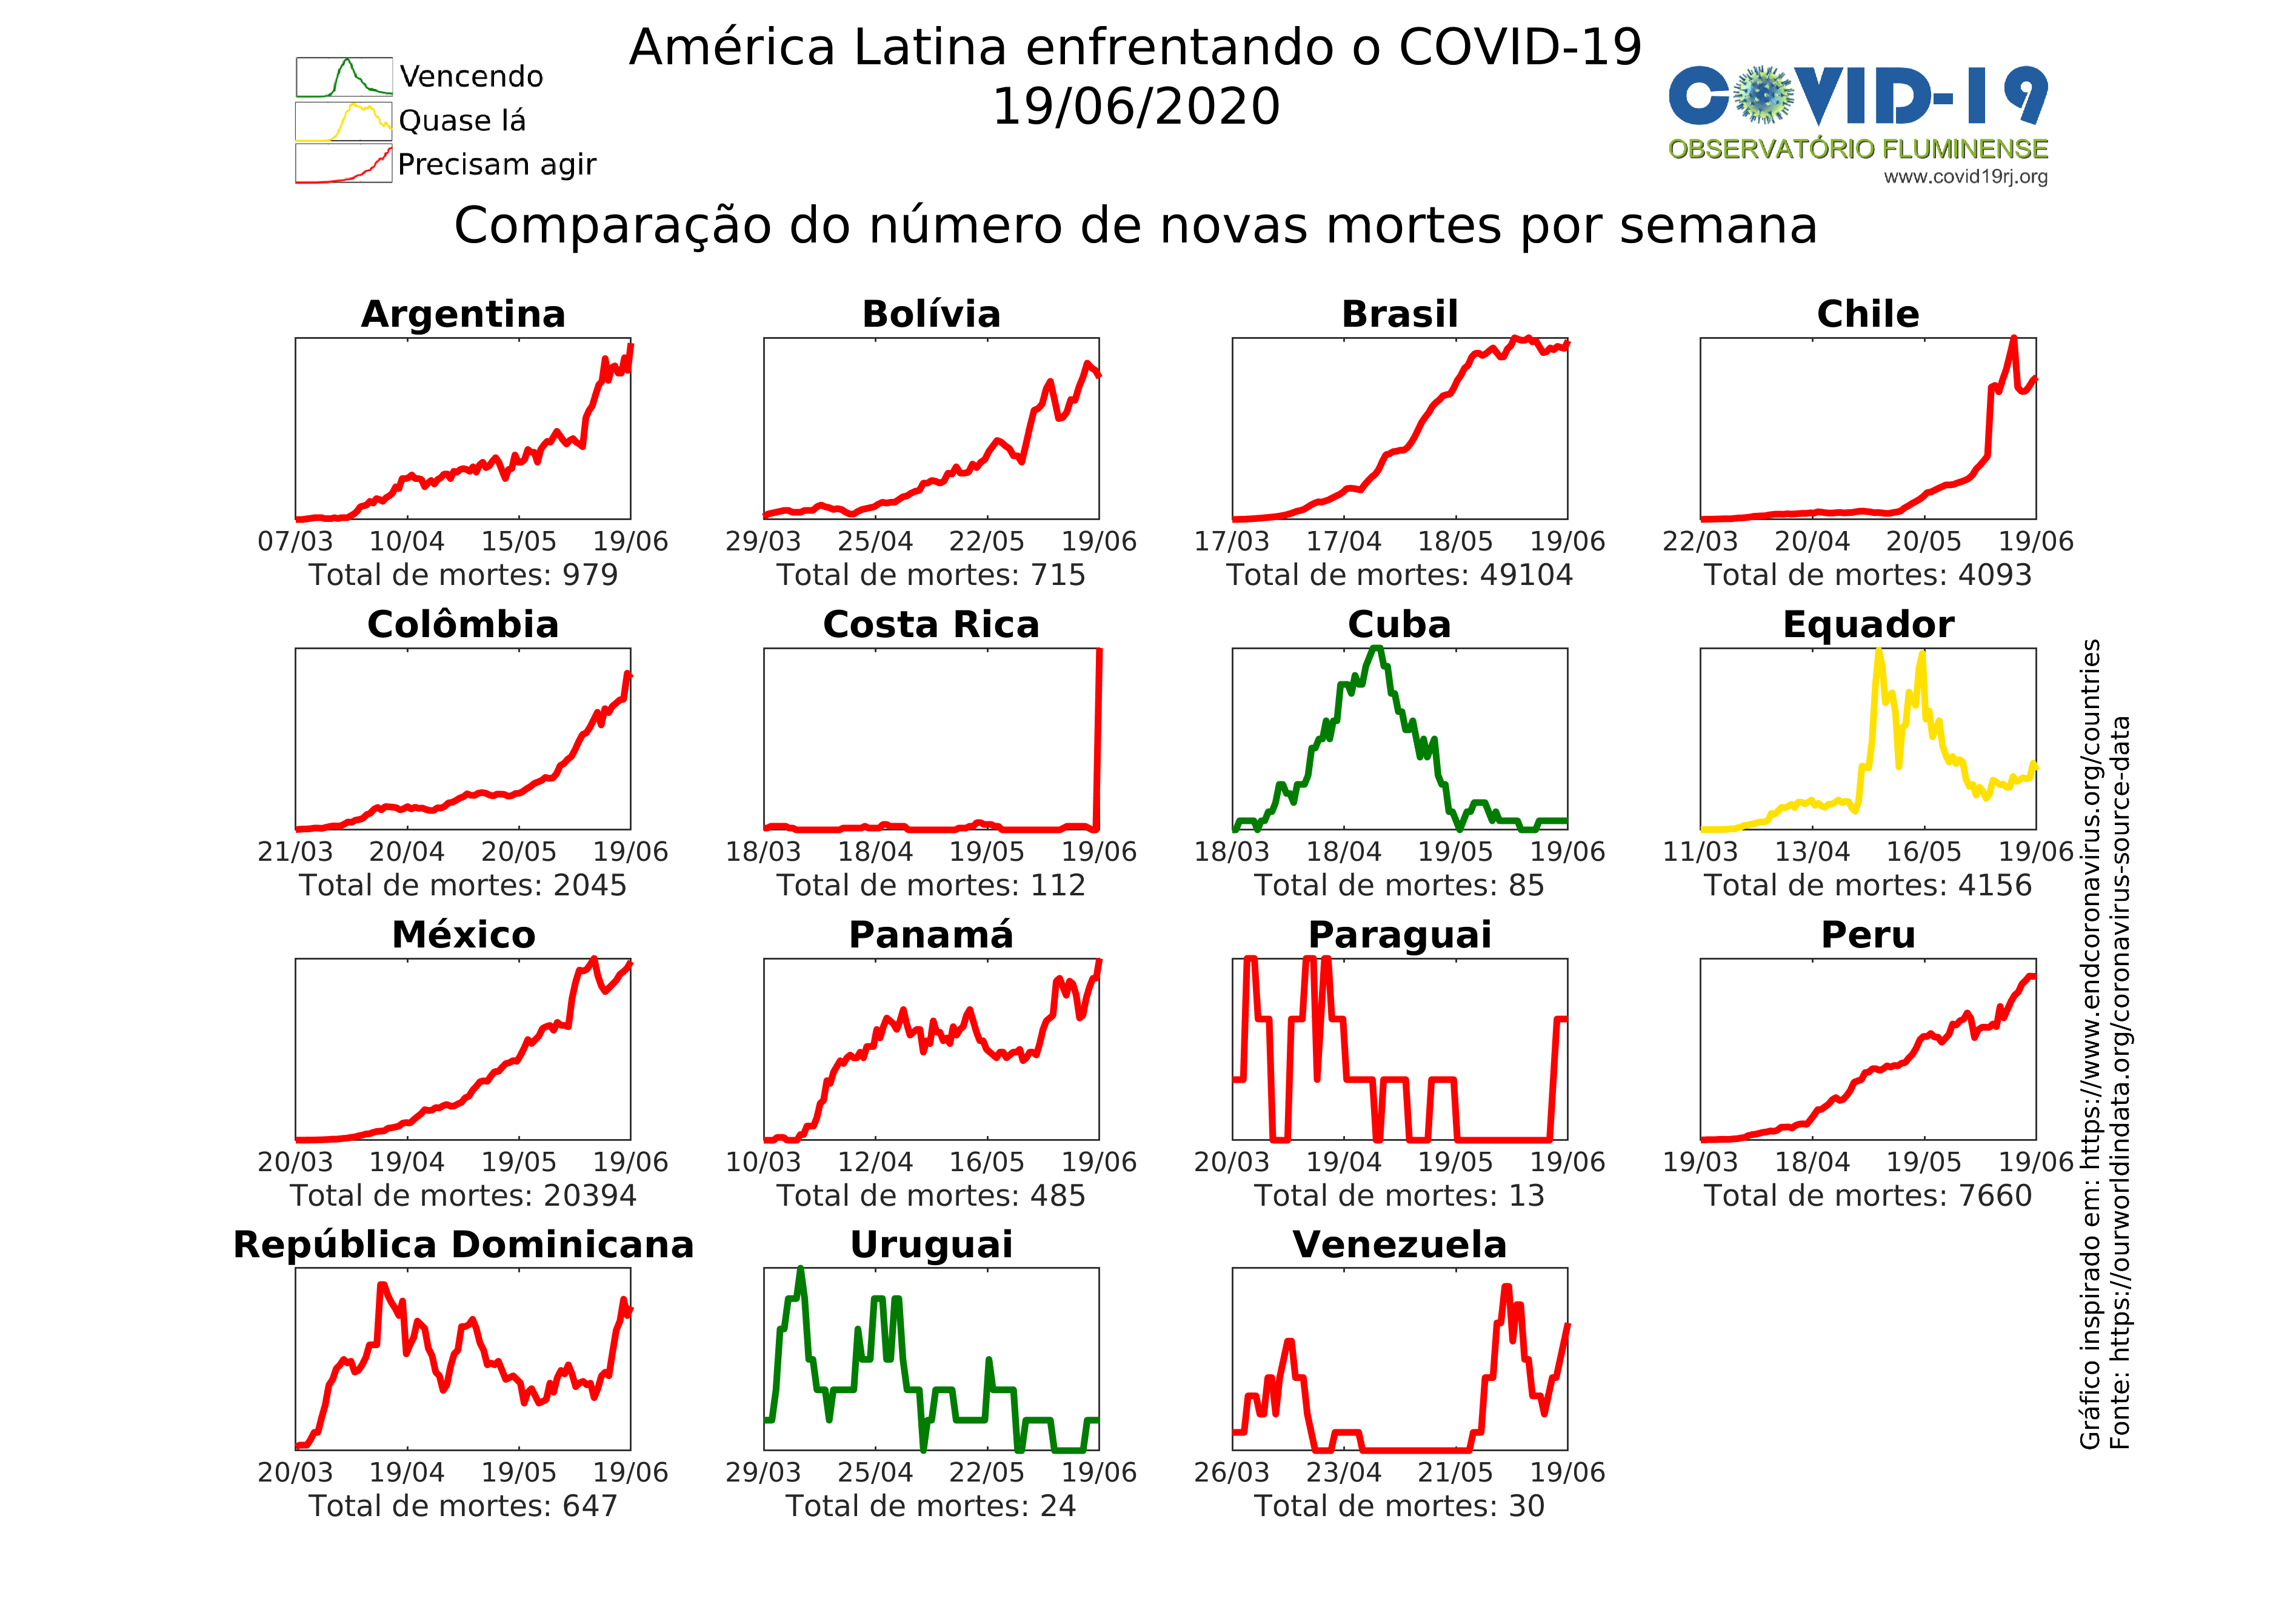 América Latina enfrentando o COVID-19
19/06/2020
Vencendo
Quase lá
Precisam agir
COVID-19
OBSERVATÓRIO FLUMINENSE
www.covid19rj.org
Comparação do número de novas mortes por semana
Argentina
07/03 10/04 15/05 19/06
Total de mortes: 979
Bolívia
29/03 25/04 22/05 19/06
Total de mortes: 715
Brasil
17/03 17/04 18/05 19/06
Total de mortes: 49104
Chile
22/03 20/04 20/05 19/06
Total de mortes: 4093
Colômbia
21/03 20/04 20/05 19/06
Total de mortes: 2045
Costa Rica
18/03 18/04 19/05 19/06
Total de mortes: 112
Cuba
18/03 18/04 19/05 19/06
Total de mortes: 85
Equador
11/03 13/04 16/05 19/06
Total de mortes: 4156
México
20/03 19/04 19/05 19/06
Total de mortes: 20394
Panamá
10/03 12/04 16/05 19/06
Total de mortes: 485
Paraguai
20/03 19/04 19/05 19/06
Total de mortes: 13
Peru
19/03 18/04 19/05 19/06
Total de mortes: 7660
República Dominicana
20/03 19/04 19/05 19/06
Total de mortes: 647
Uruguai
29/03 25/04 22/05 19/06
Total de mortes: 24
Venezuela
26/03 23/04 21/05 19/06
Total de mortes: 30
Gráfico inspirado em: https://www.endcoronavirus.org/countries
Fonte: https://ourworldindata.org/coronavirus-source-data